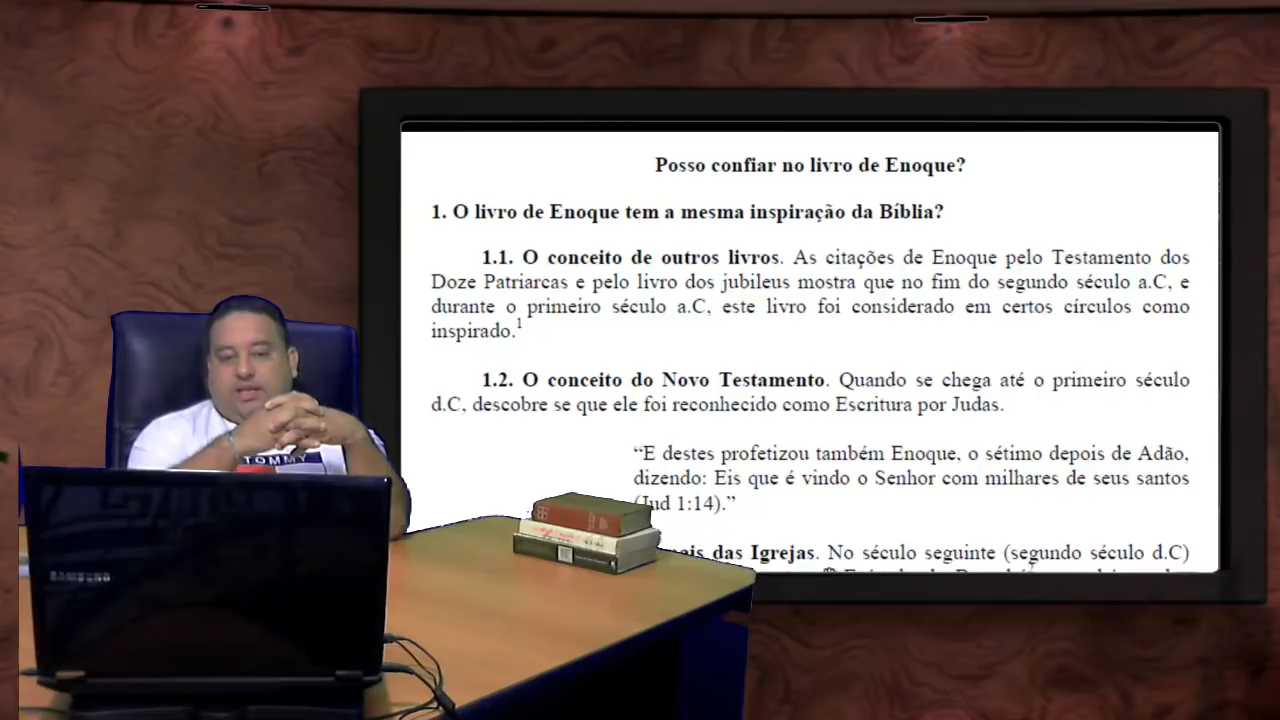 Posso confiar no livro de Enoque?
1. O livro de Enoque tem a mesma inspiração da Bíblia?
1.1. O conceito de outros livros. As citações de Enoque pelo Testamento dos
Doze Patriarcas e pelo livro dos jubileus mostra que no fim do segundo século a.C, e
durante o primeiro século a.C, este livro foi considerado em certos círculos como
inspirado.1
1.2. O conceito do Novo Testamento. Quando se chega até o primeiro século
d.C, descobre se que ele foi reconhecido como Escritura por Judas.
“E destes profetizou também Enoque, o sétimo depois de Adão,
dizendo: Eis que é vindo o Senhor com milhares de seus santos
(Jud 1:14).”
das Igrejas. No século seguinte (segundo século d.C)
TOMMY
SAMSUNG